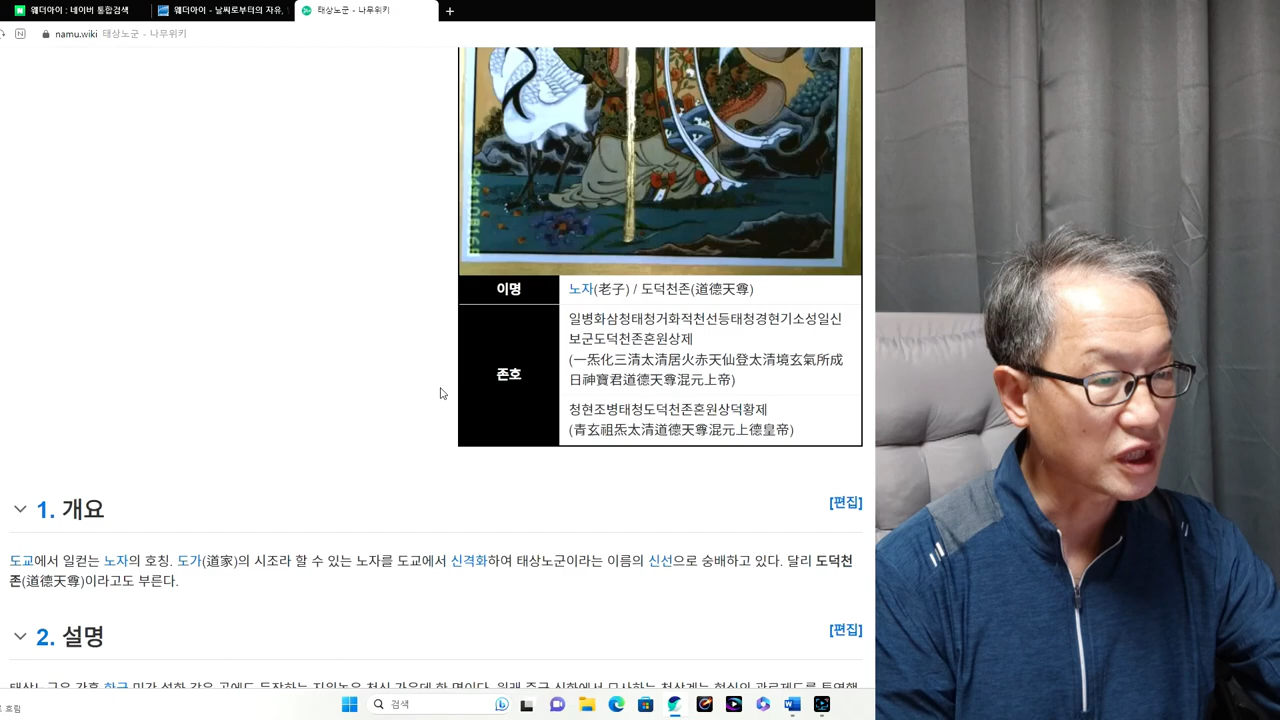 웨더아이 : 네이버 통합검색
웨더아이 - 날씨로부터의 자유,
태상노군 - 나무위키
namu.wiki 태상노군 - 나무위키
이명
노자(老子) / 도덕천존(道德天尊)
존호
일병화삼청태청거화적천선등태청경현기소성일신
보군도덕천존혼원상제
(一炁化三清太清居火赤天仙登太清境玄氣所成
日神寶君道德天尊混元上帝)
청현조병태청도덕천존혼원상덕황제
(青玄祖炁太清道德天尊混元上德皇帝)
1. 개요
[편집]
도교에서 일컫는 노자의 호칭. 도가(道家)의 시조라 할 수 있는 노자를 도교에서 신격화하여 태상노군이라는 이름의 신선으로 숭배하고 있다. 달리 도덕천
존(道德天尊)이라고도 부른다.
2. 설명
[편집]
검색
흐림